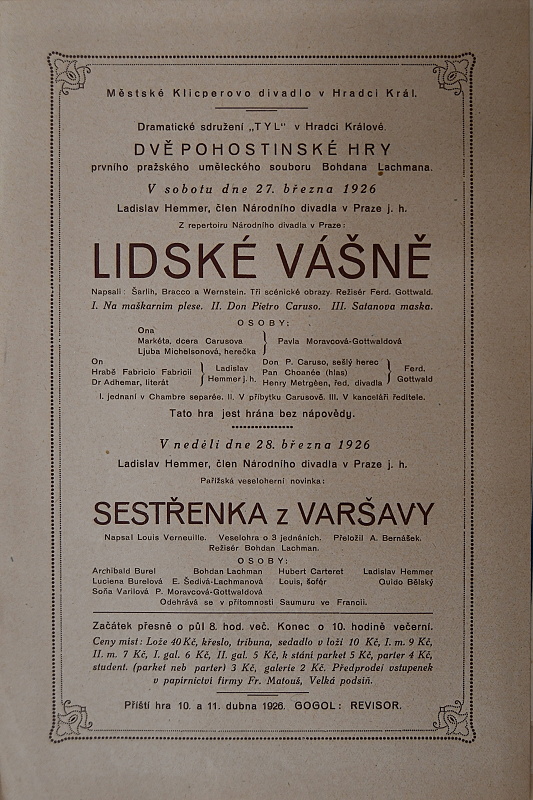 Městské Klicperovo divadlo v Hradci Král.
Dramatické sdružení „TYL" v Hradci Králové.
DVĚ POHOSTINSKÉ HRY
prvního pražského uměleckého souboru Bohdana Lachmana.
V sobotu dne 27. března 1926
Ladislav Hemmer, člen Národního divadla v Praze j. h.
Z repertoiru Národního divadla v Praze:
LIDSKÉ VÁŠNĚ
Napsali: Šarlih, Bracco a Wernstein. Tři scénické obrazy. Režisér Ferd. Gottwald.
I. Na maškarním plese. II. Don Pietro Caruso. III. Satanova maska.
OSOBY:
Ona
Markéta, dcera Carusova
Ljuba Michelsonová, herečka
Pavla Moravcová-Gottwaldová
On
Hrabě Fabricio Fabricii
Dr Adhemar, literát
Ladislav
Hemmer j. h.
Don P. Caruso, sešlý herec
Pan Choanée (hlas)
Henry Metrgéen, řed. divadla
Ferd.
Gottwald
I. jednaní v Chambre separée. II. V příbytku Carusově. III. V kanceláři ředitele.
Tato hra jest hrána bez nápovědy.
V neděli dne 28. března 1926
Ladislav Hemmer, člen Národního divadla v Praze j. h.
Pařížská veseloherní novinka:
SESTŘENKA z VARŠAVY
Napsal Louis Verneuille. Veselohra o 3 jednáních. Přeložil A. Bernášek.
Režisér Bohdan Lachman.
OSOBY:
Archibald Burel Bohdan Lachman Hubert Carteret Ladislav Hemmer
Luciena Burelová E. Šedivá-Lachmanová Louis, šofér Quido Bělský
Soňa Varilová P. Moravcová-Gottwaldová
Odehrává se v přítomnosti Saumuru ve Francii.
Začátek přesně o půl 8. hod. več. Konec o 10. hodině večerní.
Ceny míst: Lože 40 Kč, křeslo, tribuna, sedadlo v loži 10 Kč, I. m. 9 Kč,
II. m. 7 Kč, I. gal. 6 Kč, II. gal. 5 Kč, k stání parket 5 Kč, parter 4 Kč,
student. (parket neb parter) 3 Kč, galerie 2 Kč. Předprodej vstupenek
v papírnictví firmy Fr. Matouš, Velká podsíň.
Příští hra 10. a 11. dubna 1926. GOGOL: REVISOR.